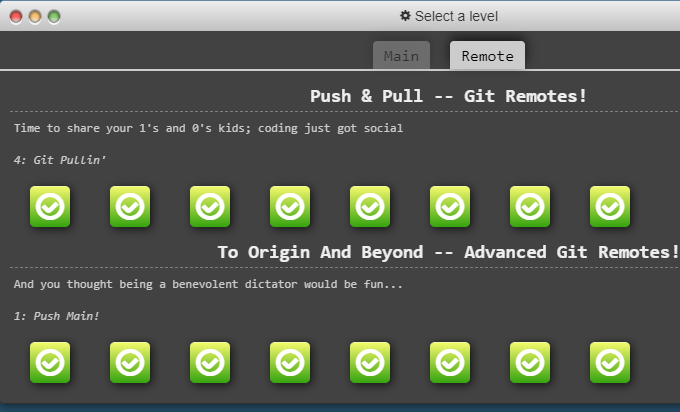 Select a level
Main
Remote
Push & Pull -- Git Remotes!
Time to share your 1's and 0's kids; coding just got social
4: Git Pullin'
To Origin And Beyond -- Advanced Git Remotes!
And you thought being a benevolent dictator would be fun...
1: Push Main!